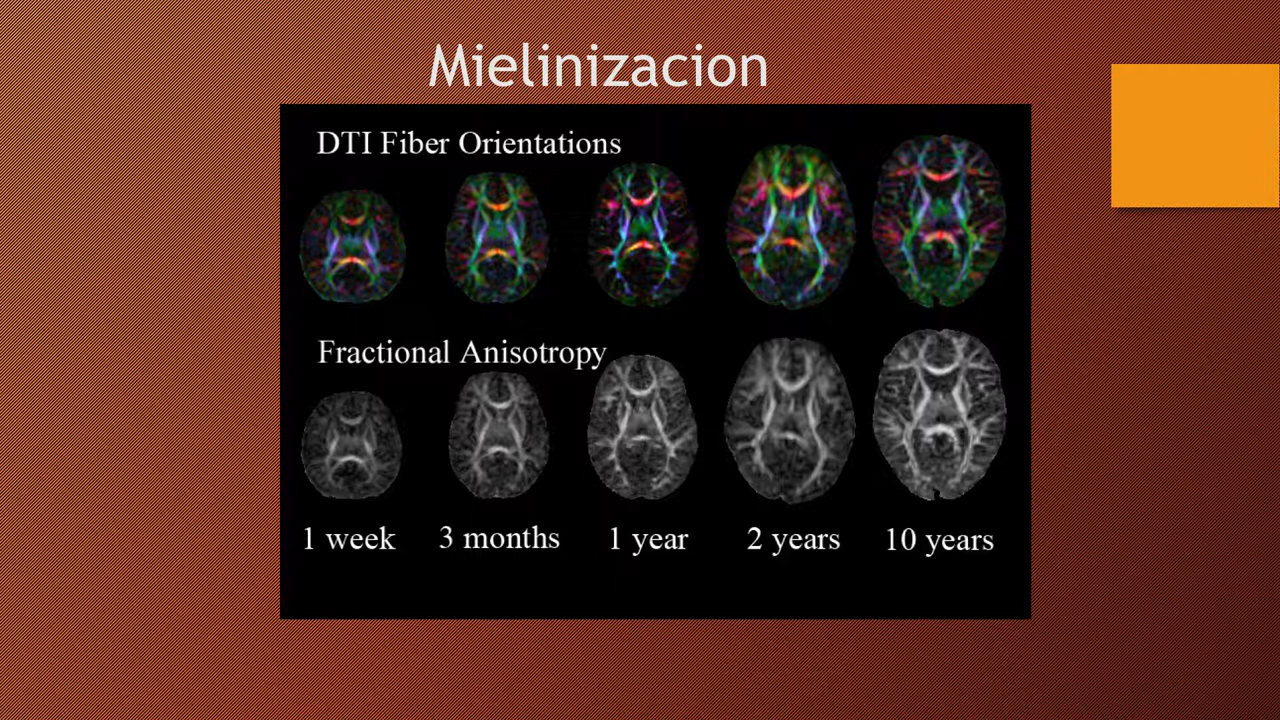 Mielinizacion
DTI Fiber Orientations
Fractional Anisotropy
1 week 3 months 1 year 2 years 10 years